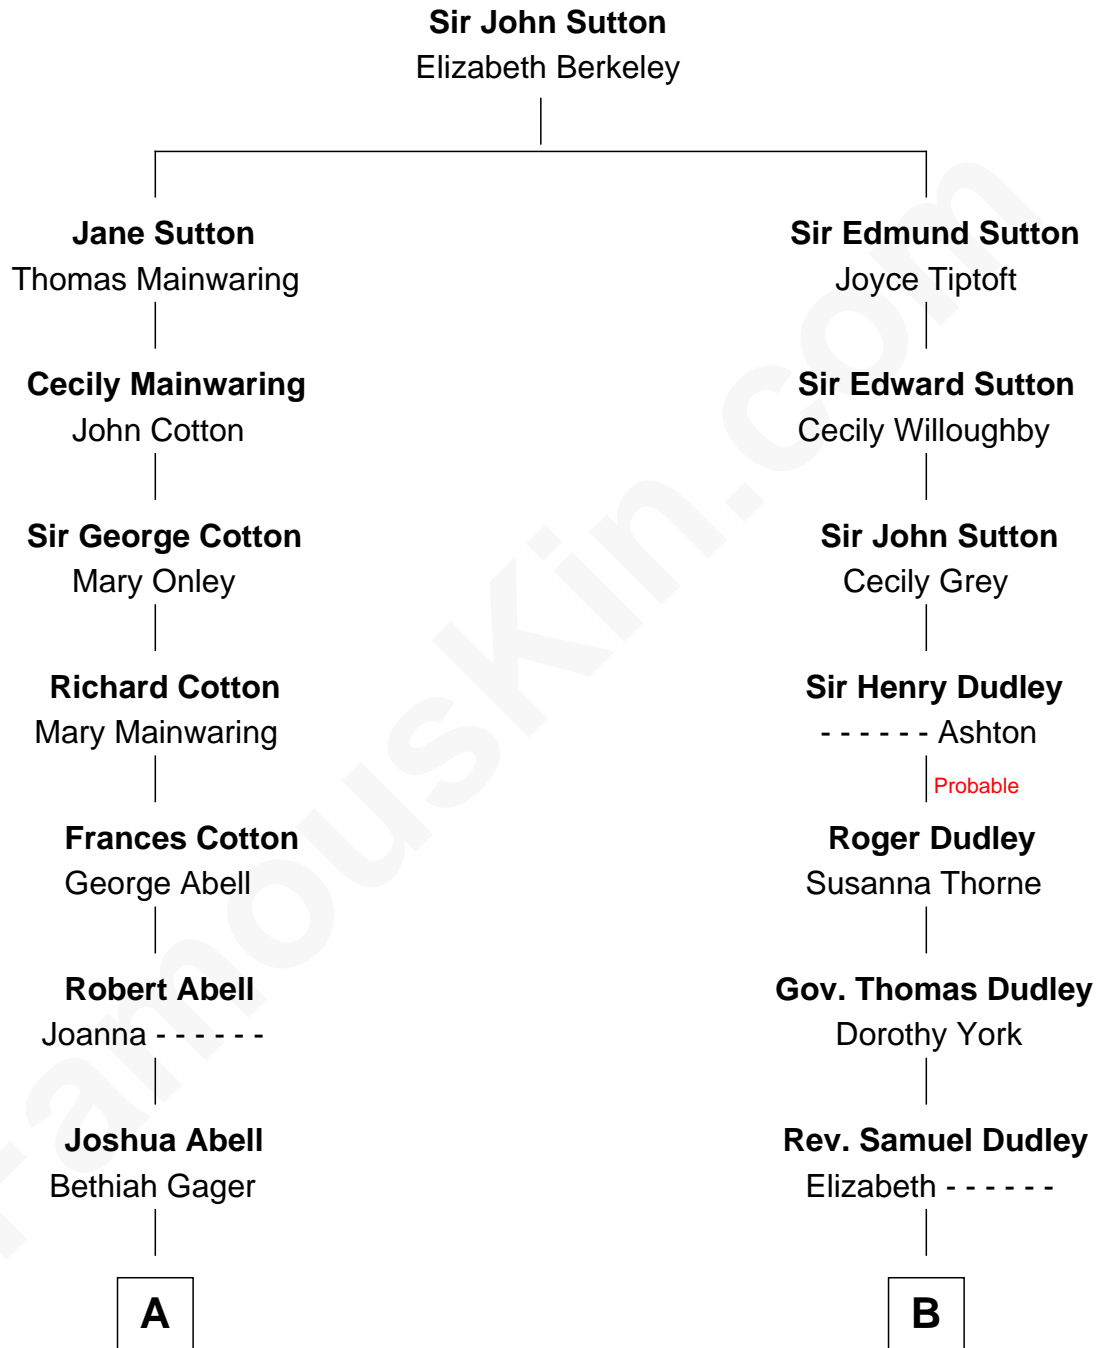 Sir John Sutton
Elizabeth Berkeley
Jane Sutton
Thomas Mainwaring
Cecily Mainwaring
John Cotton
Sir George Cotton
Mary Onley
Richard Cotton
Mary Mainwaring
Frances Cotton
George Abell
Robert Abell
Joanna - - - - - -
Joshua Abell
Bethiah Gager
A
Sir Edmund Sutton
Joyce Tiptoft
Sir Edward Sutton
Cecily Willoughby
Sir John Sutton
Cecily Grey
Sir Henry Dudley
- - - - - - Ashton
Probable
Roger Dudley
Susanna Thorne
Gov. Thomas Dudley
Dorothy York
Rev. Samuel Dudley
Elizabeth - - - - - -
B
FamousKin.com